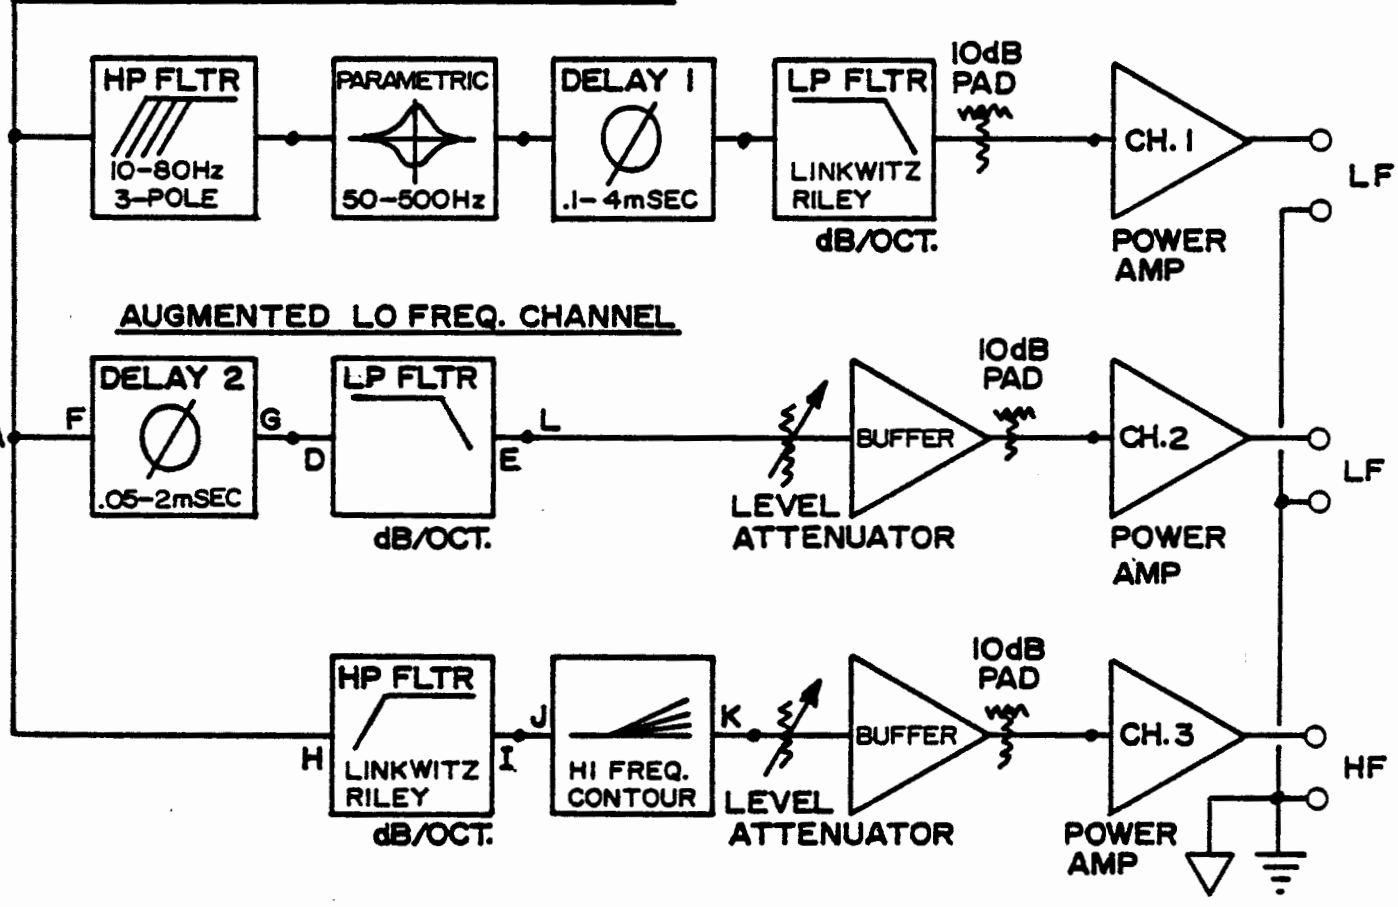 HP FLTR
10-80Hz
3-POLE
PARAMETRIC
50-500Hz
DELAY 1
.1-4mSEC
LP FLTR
LINKWITZ
RILEY
dB/OCT.
10dB
PAD
CH. 1
POWER
AMP
LF
AUGMENTED LO FREQ. CHANNEL
F
DELAY 2
.05-2mSEC
G
D
LP FLTR
dB/OCT.
E
L
LEVEL
ATTENUATOR
BUFFER
10dB
PAD
CH.2
POWER
AMP
LF
H
HP FLTR
LINKWITZ
RILEY
dB/OCT.
I
J
HI FREQ.
CONTOUR
K
LEVEL
ATTENUATOR
BUFFER
10dB
PAD
CH.3
POWER
AMP
HF